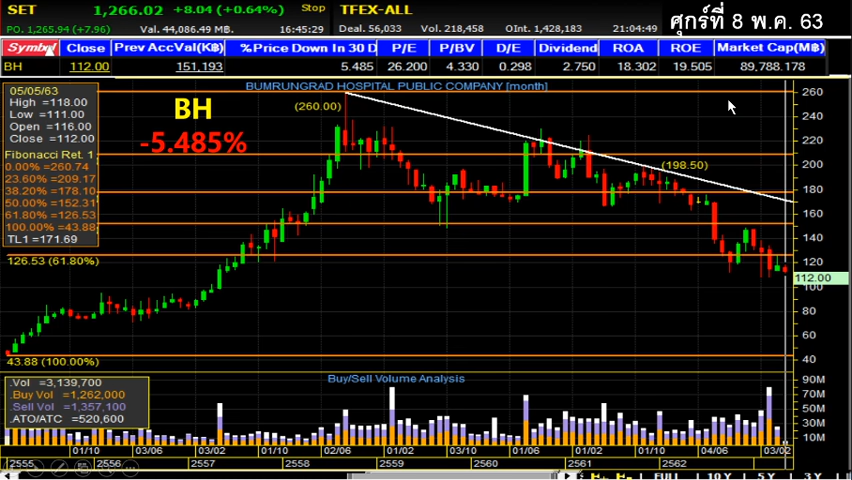 SET 1,266.02 +8.04 (+0.64%) Stop TFEX-ALL
PO. 1,265.94 (+7.96) Val. 44,086.49 MB. 16:45:29 Deal. 56,033 Vol. 218,458 OI. 1,428,183 21:04:49
ศุกร์ที่ 8 พ.ค. 63
Symbol Close Prev AccVal(K฿) %Price Down In 30 D P/E P/BV D/E Dividend ROA ROE Market Cap(M฿)
BH 112.00 151,193 5.485 26.200 4.330 0.298 2.750 18.302 19.505 89,788.178
BUMRUNGRAD HOSPITAL PUBLIC COMPANY [month]
05/05/63
High =118.00
Low =111.00
Open =116.00
Close =112.00
Fibonacci Ret. 1
0.00% =260.74
23.60% =209.17
38.20% =178.10
50.00% =152.31
61.80% =126.53
100.00% =43.88
TL1 =171.69
BH
-5.485%
(260.00)
(198.50)
126.53 (61.80%)
43.88 (100.00%)
260
240
220
200
180
160
140
120
112.00
100
80
60
40
Buy/Sell Volume Analysis
.Vol =3,139,700
.Buy Vol =1,262,000
.Sell Vol =1,357,100
.ATO/ATC =520,600
90M
70M
50M
30M
10M
01/10 03/06 03/02 01/10 02/06 01/02 03/10 01/06 01/02 01/10 04/06 03/02
2555 2556 2557 2558 2559 2560 2561 2562
FULL 10 Y 5 Y 3 Y